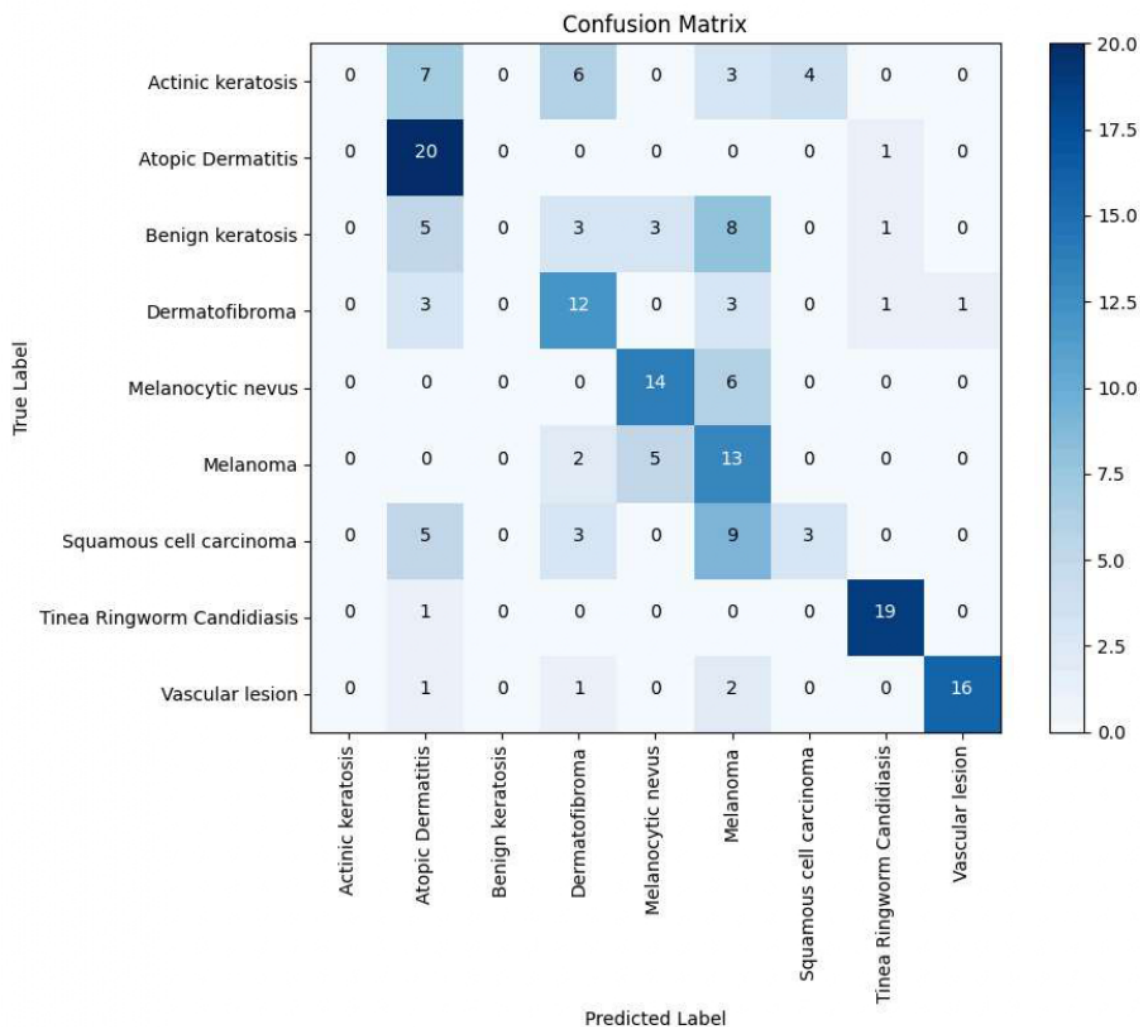 Confusion Matrix
True Label
Actinic keratosis 0 7 0 6 0 3 4 0 0
Atopic Dermatitis 0 20 0 0 0 0 0 1 0
Benign keratosis 0 5 0 3 3 8 0 1 0
Dermatofibroma 0 3 0 12 0 3 0 1 1
Melanocytic nevus 0 0 0 0 14 6 0 0 0
Melanoma 0 0 0 2 5 13 0 0 0
Squamous cell carcinoma 0 5 0 3 0 9 3 0 0
Tinea Ringworm Candidiasis 0 1 0 0 0 0 0 19 0
Vascular lesion 0 1 0 1 0 2 0 0 16
Actinic keratosis
Atopic Dermatitis
Benign keratosis
Dermatofibroma
Melanocytic nevus
Melanoma
Squamous cell carcinoma
Tinea Ringworm Candidiasis
Vascular lesion
Predicted Label
20.0
17.5
15.0
12.5
10.0
7.5
5.0
2.5
0.0